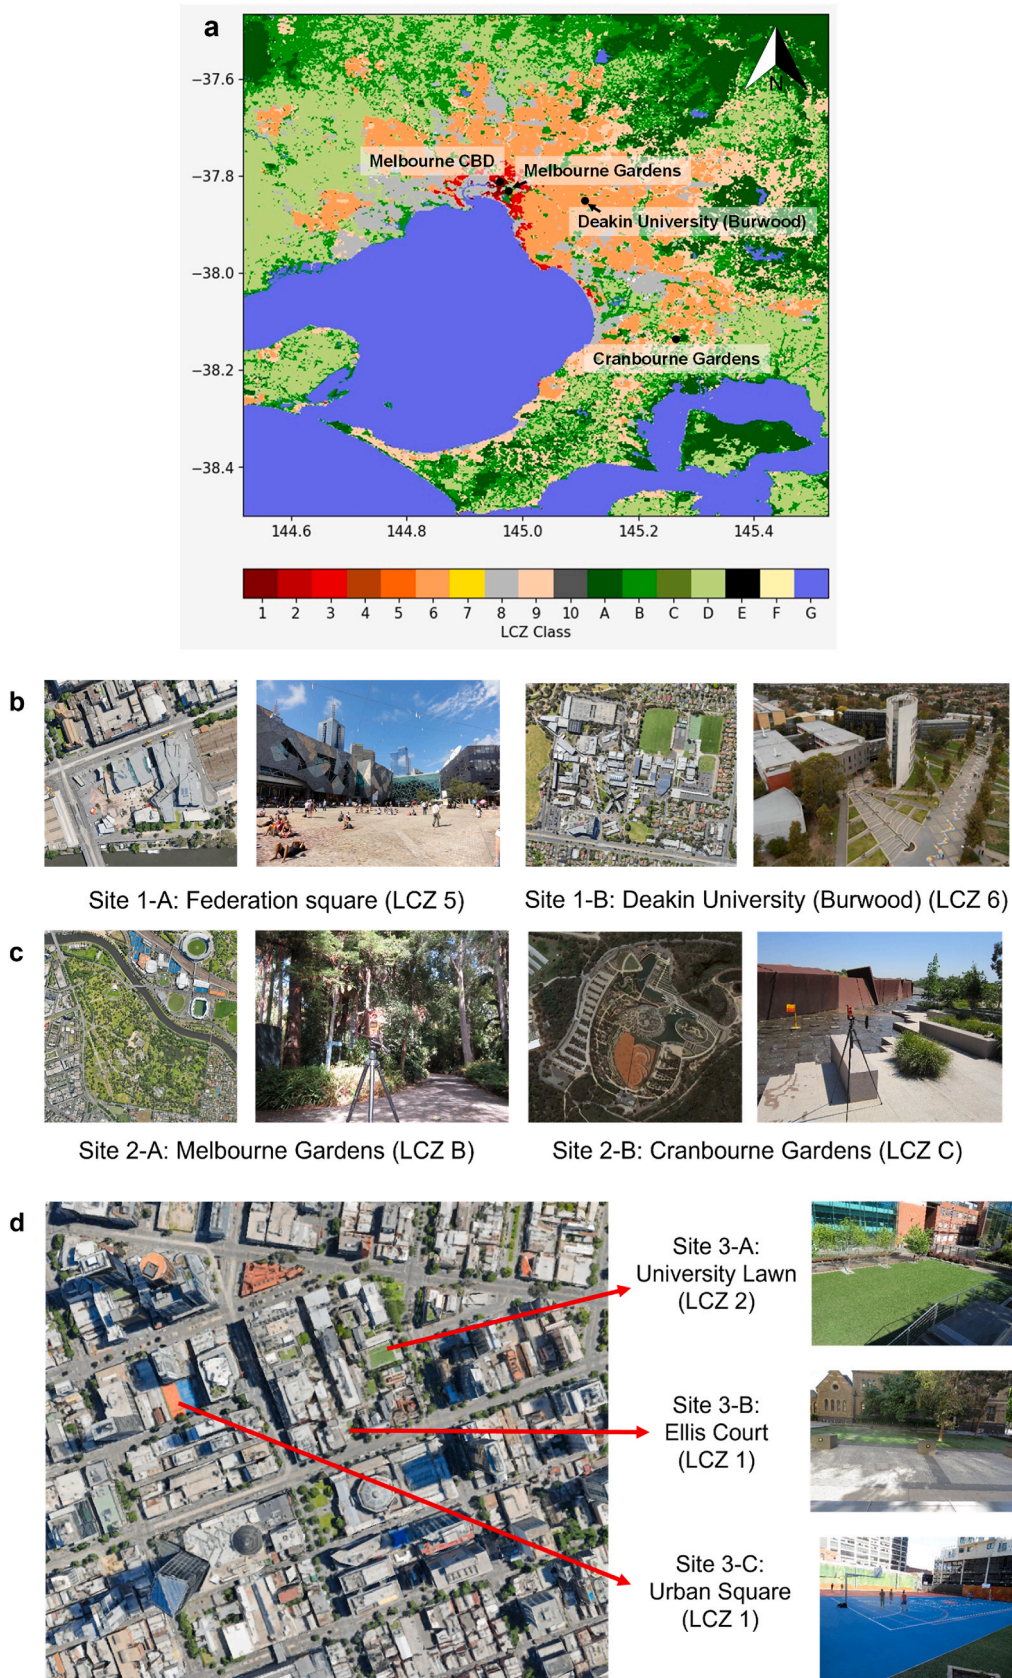 a
N
−37.6
−37.8
−38.0
−38.2
−38.4
Melbourne CBD
Melbourne Gardens
Deakin University (Burwood)
Cranbourne Gardens
144.6 144.8 145.0 145.2 145.4
1 2 3 4 5 6 7 8 9 10 A B C D E F G
LCZ Class
b
Site 1-A: Federation square (LCZ 5)
Site 1-B: Deakin University (Burwood) (LCZ 6)
c
Site 2-A: Melbourne Gardens (LCZ B)
Site 2-B: Cranbourne Gardens (LCZ C)
d
Site 3-A:
University Lawn
(LCZ 2)
Site 3-B:
Ellis Court
(LCZ 1)
Site 3-C:
Urban Square
(LCZ 1)